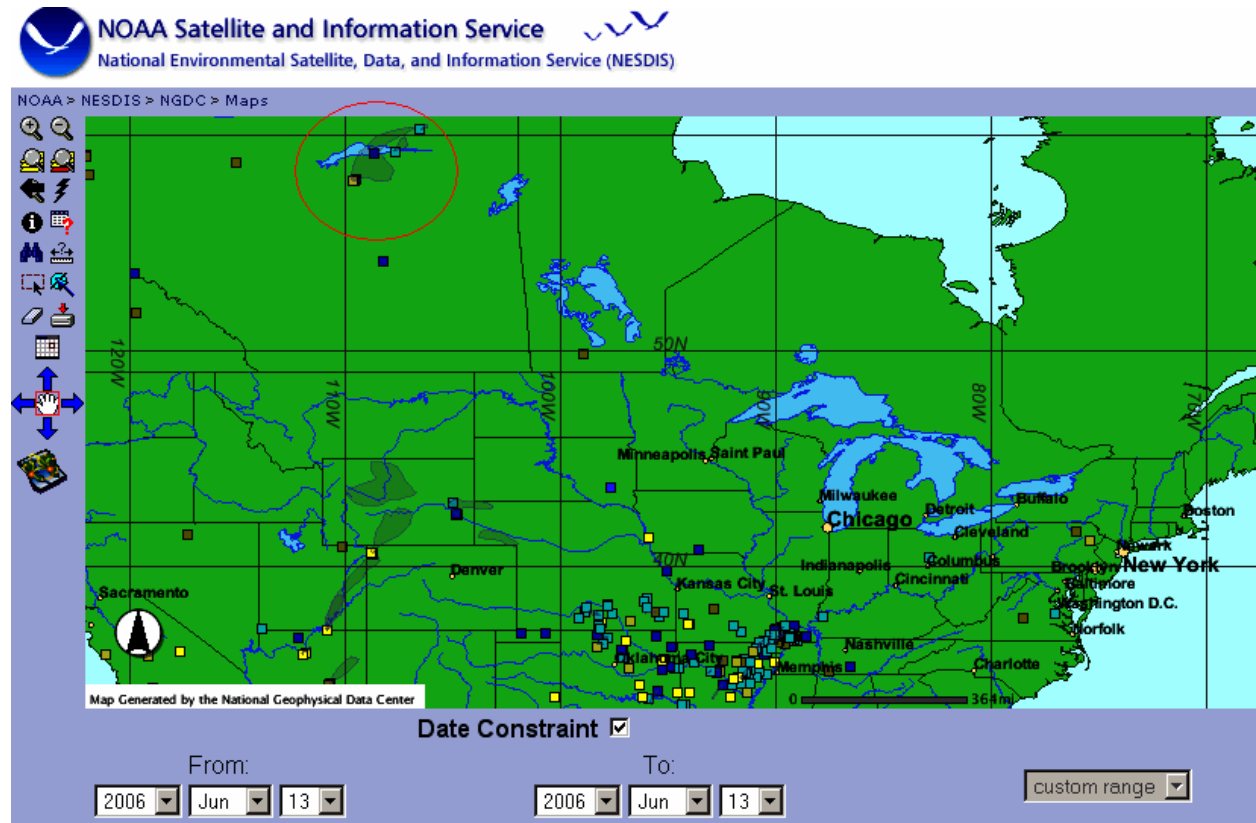 NOAA Satellite and Information Service
National Environmental Satellite, Data, and Information Service (NESDIS)
NOAA > NESDIS > NGDC > Maps
120W
110W
100W
50N
90W
80W
70W
Minneapolis Saint Paul
Milwaukee
Chicago
Detroit
Buffalo
Boston
Cleveland
Newark
40N
Indianapolis
Columbus
Brooklyn New York
Denver
Kansas City
St. Louis
Cincinnati
Baltimore
Sacramento
Washington D.C.
Norfolk
Nashville
Oklahoma City
Memphis
Charlotte
Map Generated by the National Geophysical Data Center
0 364mi
Date Constraint
From:
To:
2006 Jun 13
2006 Jun 13
custom range